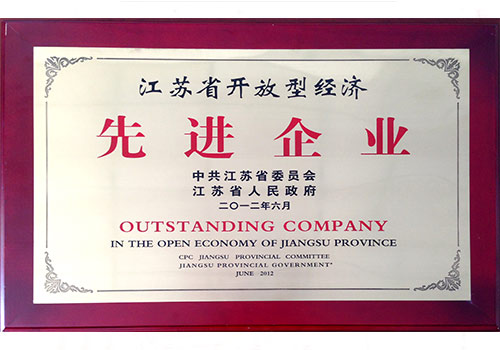 江苏省开放型经济
先进企业
中共江苏省委员会
江苏省人民政府
二〇一二年六月
OUTSTANDING COMPANY
IN THE OPEN ECONOMY OF JIANGSU PROVINCE
CPC JIANGSU PROVINCIAL COMMITTEE
JIANGSU PROVINCIAL GOVERNMENT
JUNE 2012